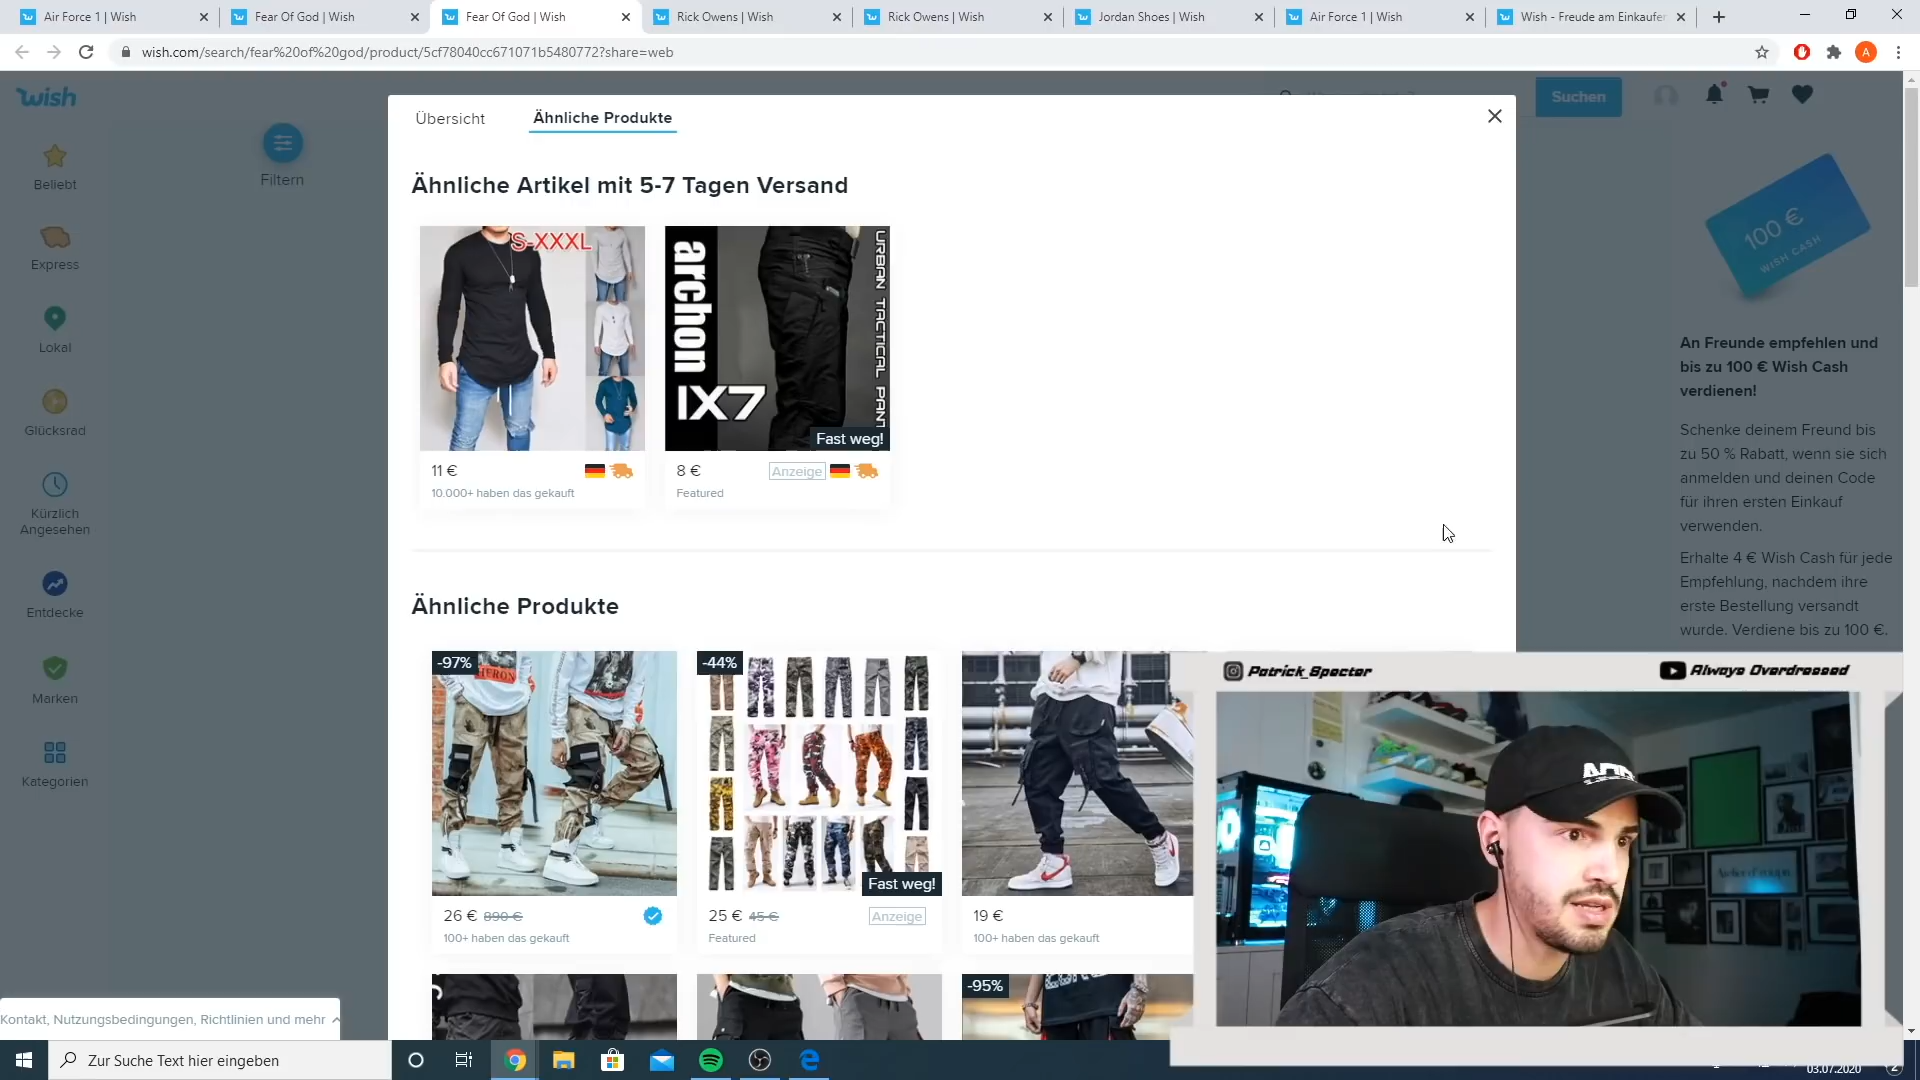 Air Force 1 | Wish
Fear Of God | Wish
Fear Of God | Wish
Rick Owens | Wish
Rick Owens | Wish
Jordan Shoes | Wish
Air Force 1 | Wish
Wish - Freude am Einkaufen
wish.com/search/fear%20of%20god/product/5cf78040cc671071b5480772?share=web
A
wish
Suchen
Übersicht
Ähnliche Produkte
Beliebt
Express
Lokal
Glücksrad
Kürzlich
Angesehen
Entdecke
Marken
Kategorien
Filtern
Ähnliche Artikel mit 5-7 Tagen Versand
S-XXXL
archon
IX7
URBAN TACTICAL PANT
Fast weg!
11 €
10.000+ haben das gekauft
8 €
Anzeige
Featured
Ähnliche Produkte
-97%
HERON
-44%
Fast weg!
26 € 890 €
100+ haben das gekauft
25 € 45 €
Anzeige
Featured
19 €
100+ haben das gekauft
-95%
100 €
WISH CASH
An Freunde empfehlen und
bis zu 100 € Wish Cash
verdienen!
Schenke deinem Freund bis
zu 50 % Rabatt, wenn sie sich
anmelden und deinen Code
für ihren ersten Einkauf
verwenden.
Erhalte 4 € Wish Cash für jede
Empfehlung, nachdem ihre
erste Bestellung versandt
wurde. Verdiene bis zu 100 €.
Patrick_Specter
Always Overdressed
Kontakt, Nutzungsbedingungen, Richtlinien und mehr
Zur Suche Text hier eingeben
03.07.2020
2